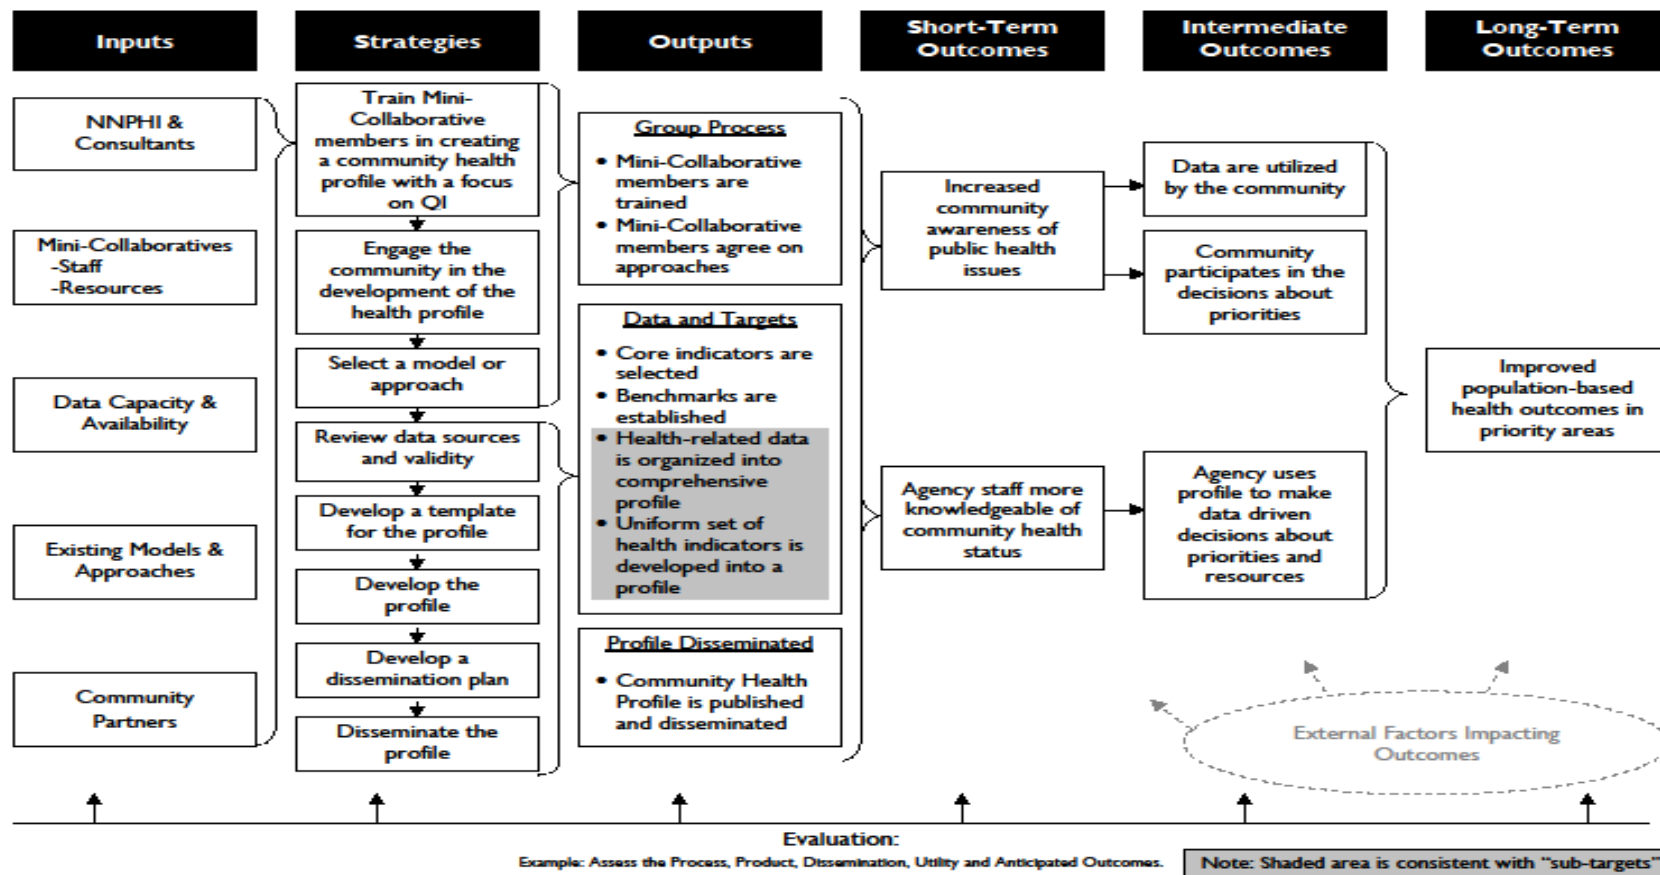 Inputs
Strategies
Outputs
Short-Term
Outcomes
Intermediate
Outcomes
Long-Term
Outcomes
NNPHI &
Consultants
Mini-Collaboratives
-Staff
-Resources
Data Capacity &
Availability
Existing Models &
Approaches
Community
Partners
Train Mini-
Collaborative
members in creating
a community health
profile with a focus
on QI
Engage the
community in the
development of the
health profile
Select a model or
approach
Review data sources
and validity
Develop a template
for the profile
Develop the
profile
Develop a
dissemination plan
Disseminate the
profile
Group Process
• Mini-Collaborative
members are
trained
• Mini-Collaborative
members agree on
approaches
Data and Targets
• Core indicators are
selected
• Benchmarks are
established
• Health-related data
is organized into
comprehensive
profile
• Uniform set of
health indicators is
developed into a
profile
Profile Disseminated
• Community Health
Profile is published
and disseminated
Increased
community
awareness of
public health
issues
Agency staff more
knowledgeable of
community health
status
Data are utilized
by the community
Community
participates in the
decisions about
priorities
Agency uses
profile to make
data driven
decisions about
priorities and
resources
Improved
population-based
health outcomes in
priority areas
External Factors Impacting
Outcomes
Evaluation:
Example: Assess the Process, Product, Dissemination, Utility and Anticipated Outcomes.
Note: Shaded area is consistent with “sub-targets”